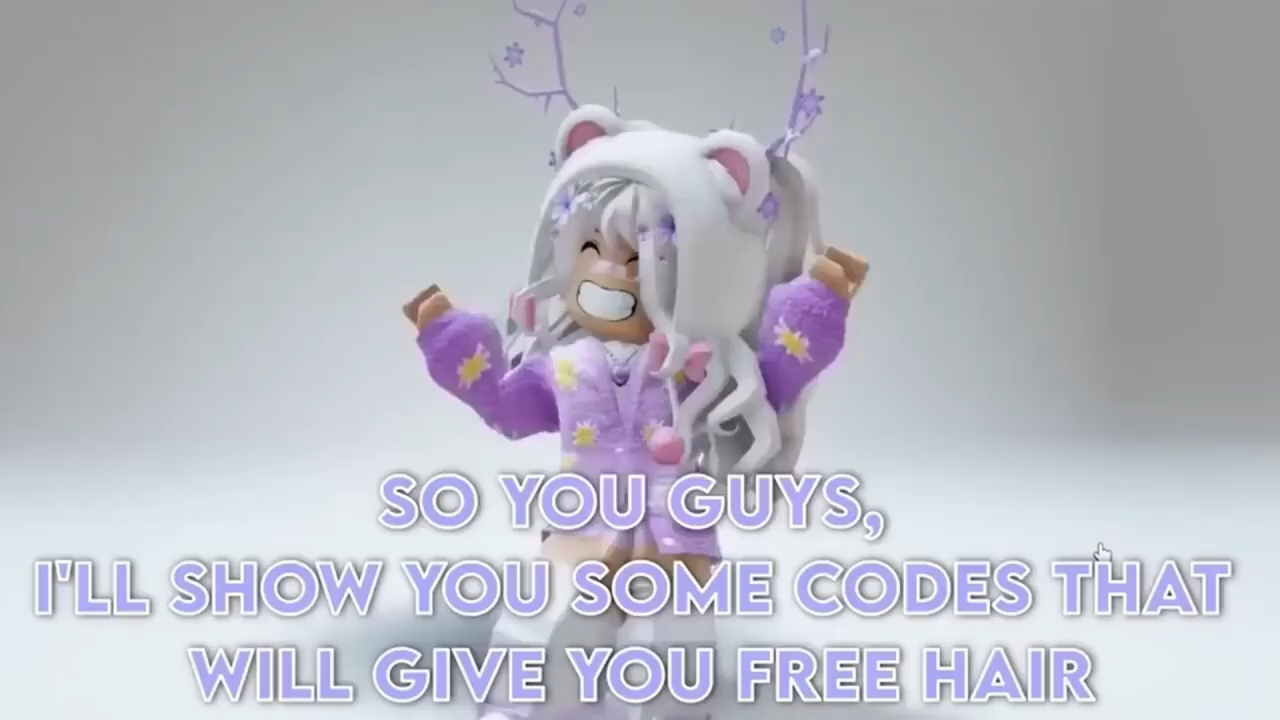 SO YOU GUYS,
I'LL SHOW YOU SOME CODES THAT
WILL GIVE YOU FREE HAIR